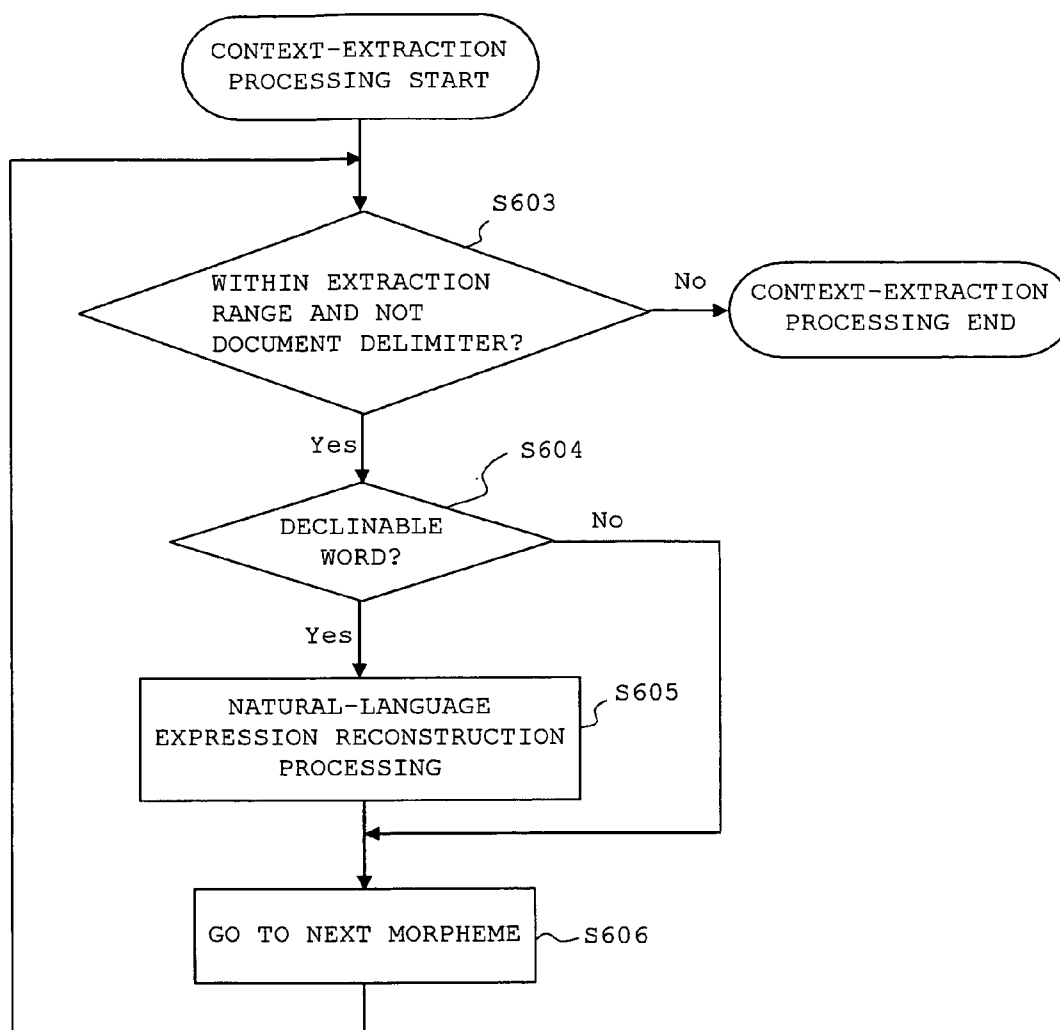 CONTEXT-EXTRACTION
PROCESSING START
S603
WITHIN EXTRACTION
RANGE AND NOT
DOCUMENT DELIMITER?
No
CONTEXT-EXTRACTION
PROCESSING END
Yes
S604
DECLINABLE
WORD?
No
Yes
S605
NATURAL-LANGUAGE
EXPRESSION RECONSTRUCTION
PROCESSING
GO TO NEXT MORPHEME
S606